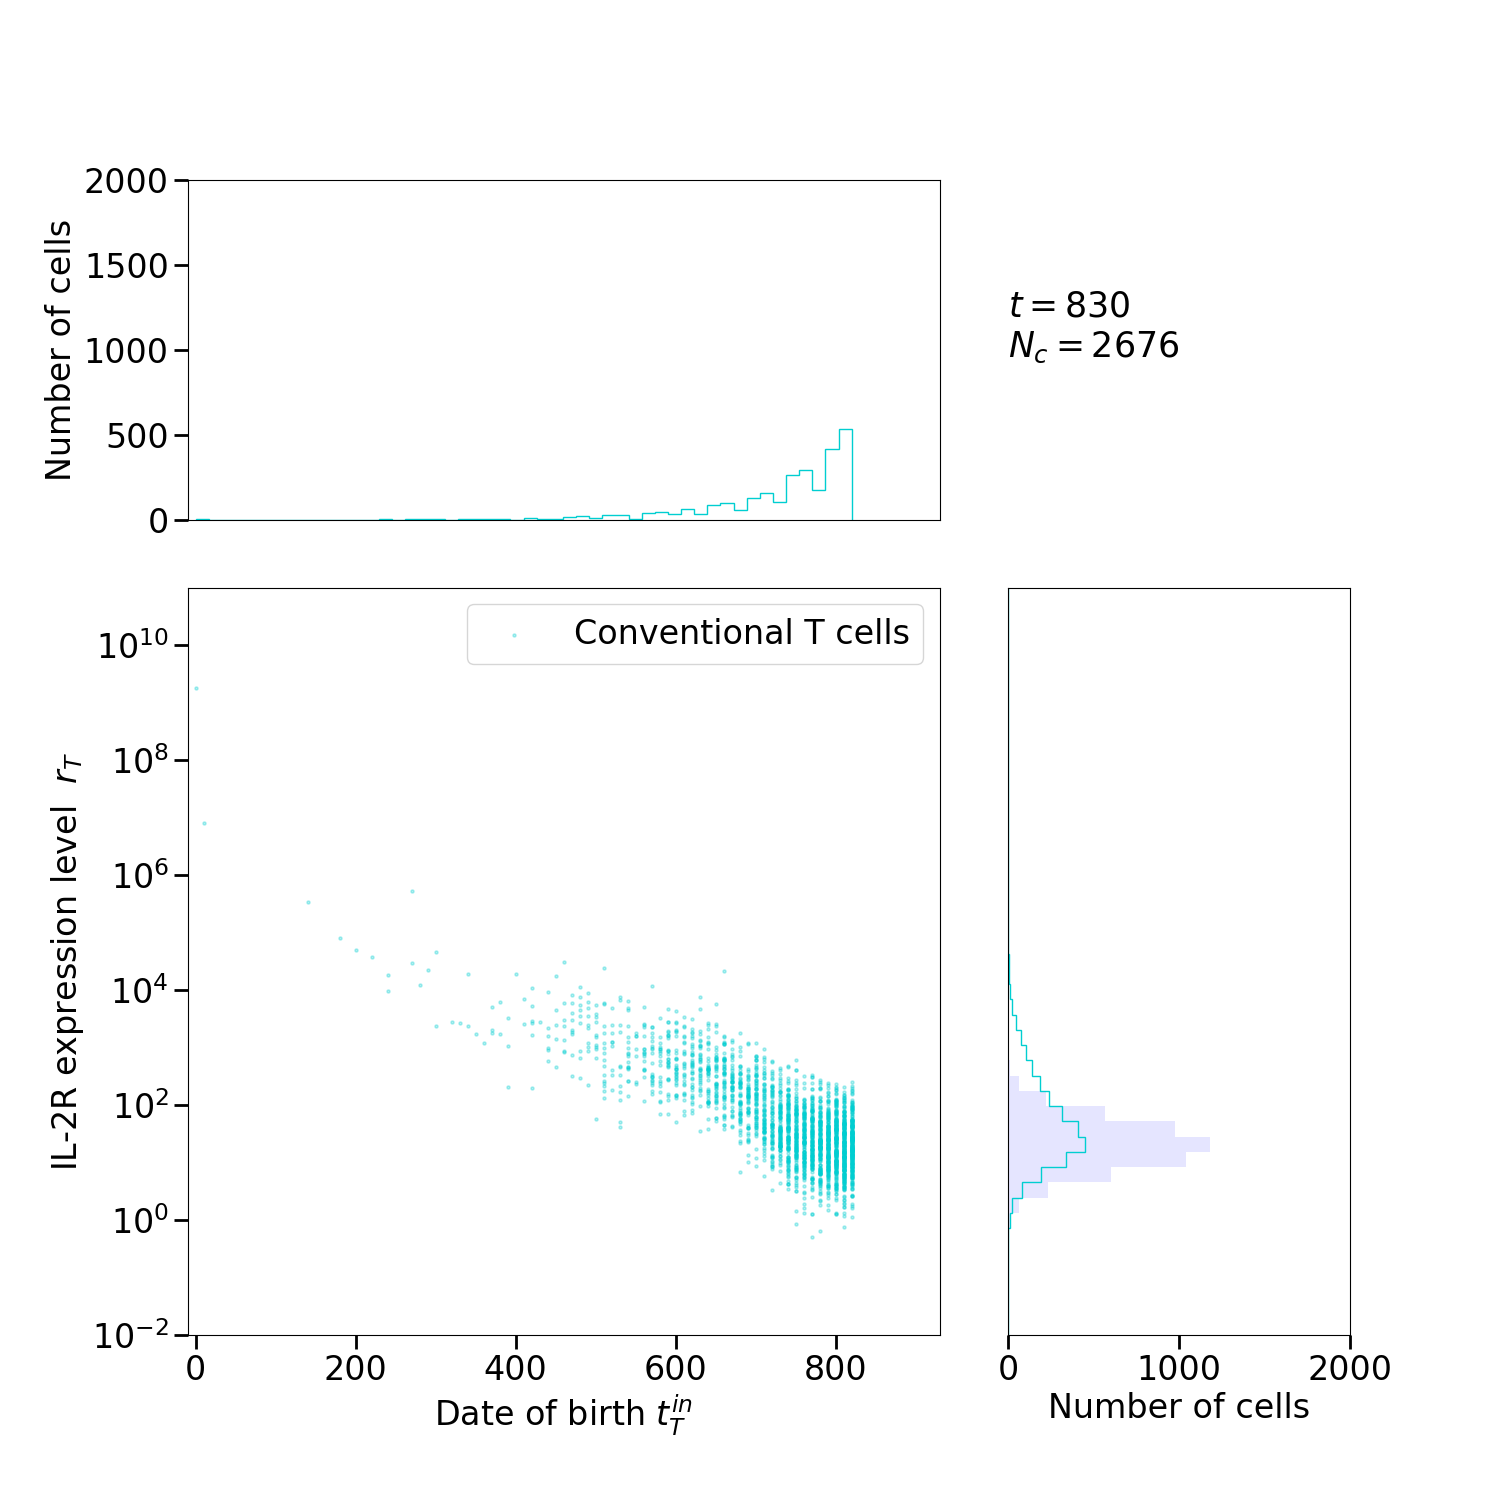 2000
1500
1000
500
0
Number of cells
t = 830
N_c = 2676
Conventional T cells
10^10
10^8
10^6
10^4
10^2
10^0
10^−2
IL-2R expression level r_T
0 200 400 600 800
Date of birth t_T^in
0 1000 2000
Number of cells